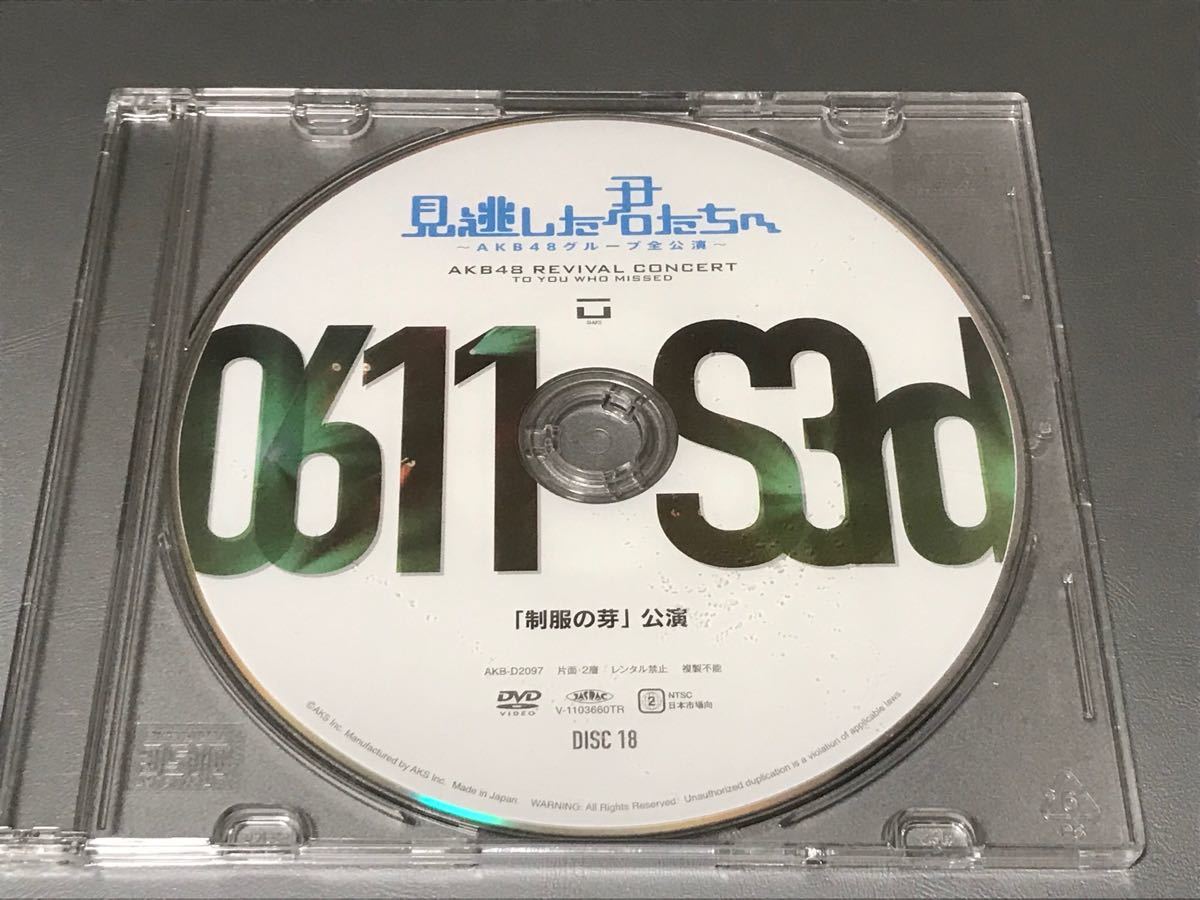 見逃した君たちへ
～AKB48グループ全公演～
AKB48 REVIVAL CONCERT
TO YOU WHO MISSED
0611 S3rd
「制服の芽」公演
AKB-D2097 片面・2層 レンタル禁止 複製不能
DVD VIDEO
JASRAC
V-1103660TR
2
NTSC
日本市場向
DISC 18
©AKS Inc. Manufactured by AKS Inc. Made in Japan. WARNING: All Rights Reserved. Unauthorized duplication is a violation of applicable laws